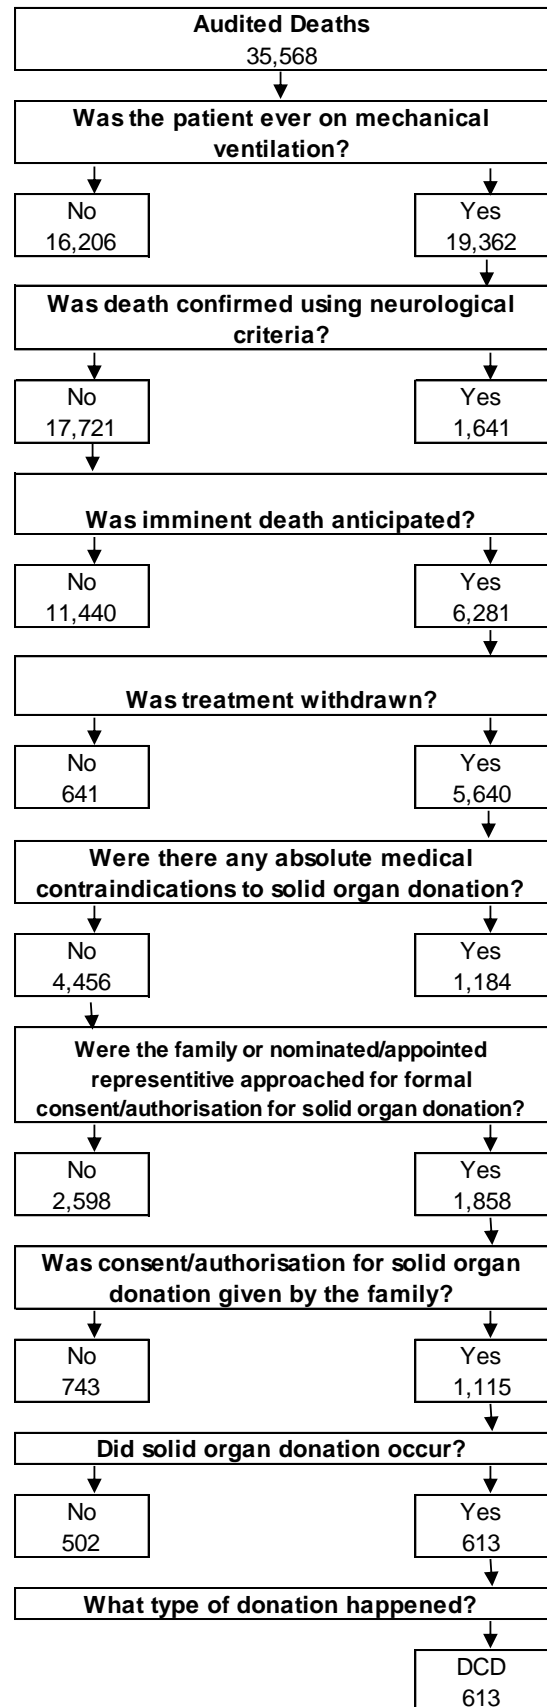 Audited Deaths
35,568
Was the patient ever on mechanical
ventilation?
No
16,206
Yes
19,362
Was death confirmed using neurological
criteria?
No
17,721
Yes
1,641
Was imminent death anticipated?
No
11,440
Yes
6,281
Was treatment withdrawn?
No
641
Yes
5,640
Were there any absolute medical
contraindications to solid organ donation?
No
4,456
Yes
1,184
Were the family or nominated/appointed
representitive approached for formal
consent/authorisation for solid organ donation?
No
2,598
Yes
1,858
Was consent/authorisation for solid organ
donation given by the family?
No
743
Yes
1,115
Did solid organ donation occur?
No
502
Yes
613
What type of donation happened?
DCD
613